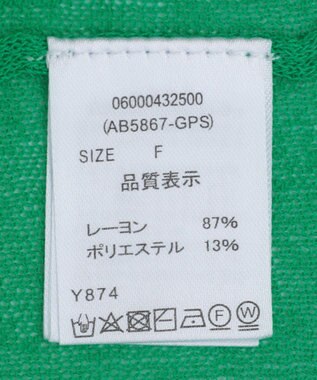 06000432500
(AB5867-GPS)
SIZE F
品質表示
レーヨン 87%
ポリエステル 13%
Y874
F W